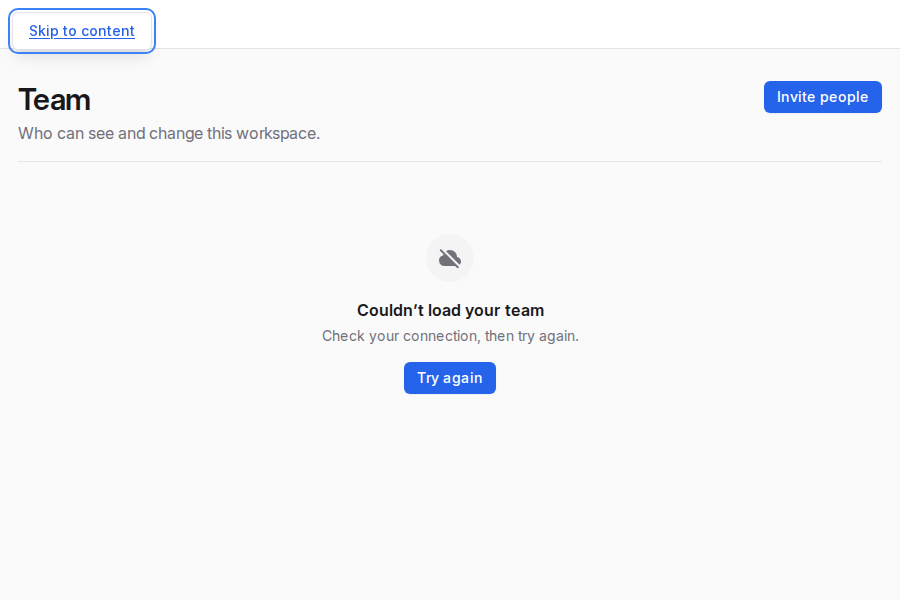 Skip to content
Team
Invite people
Who can see and change this workspace.
Couldn’t load your team
Check your connection, then try again.
Try again